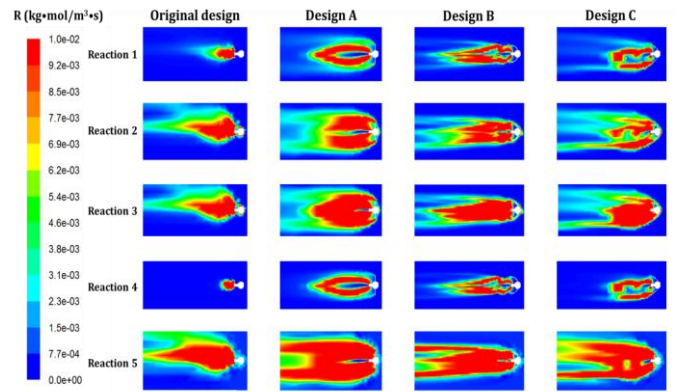 R (kg•mol/m³•s)
Original design
Design A
Design B
Design C
1.0e-02
9.2e-03
8.5e-03
7.7e-03
6.9e-03
6.2e-03
5.4e-03
4.6e-03
3.8e-03
3.1e-03
2.3e-03
1.5e-03
7.7e-04
0.0e+00
Reaction 1
Reaction 2
Reaction 3
Reaction 4
Reaction 5